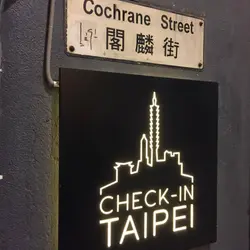 Cochrane Street
閣麟街
CHECK-IN
TAIPEI